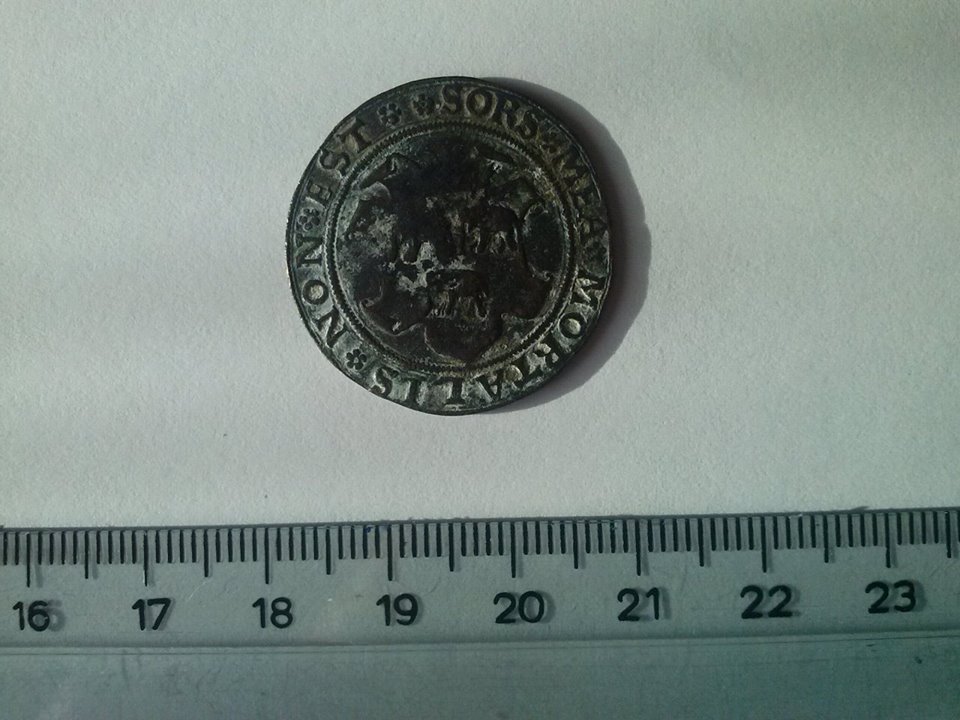 SORS MEA MORTALIS NON EST
16 17 18 19 20 21 22 23